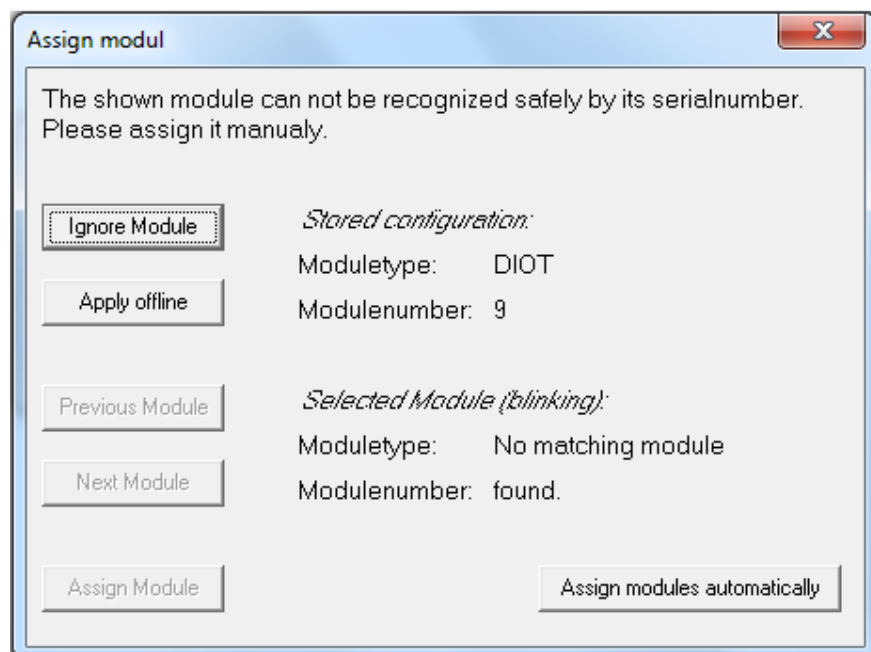 Assign modul
The shown module can not be recognized safely by its serialnumber.
Please assign it manualy.
Ignore Module
Stored configuration:
Moduletype: DIOT
Apply offline
Modulenumber: 9
Previous Module
Selected Module (blinking):
Moduletype: No matching module
Next Module
Modulenumber: found.
Assign Module
Assign modules automatically